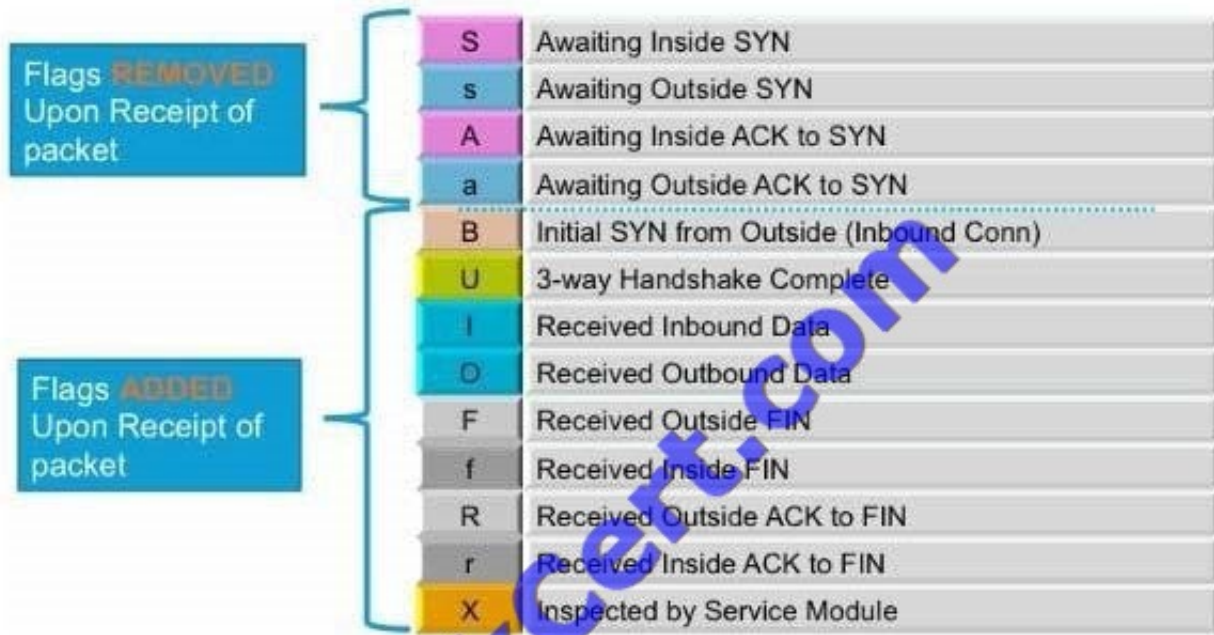 Flags REMOVED
Upon Receipt of
packet
S Awaiting Inside SYN
s Awaiting Outside SYN
A Awaiting Inside ACK to SYN
a Awaiting Outside ACK to SYN
Flags ADDED
Upon Receipt of
packet
B Initial SYN from Outside (Inbound Conn)
U 3-way Handshake Complete
I Received Inbound Data
O Received Outbound Data
F Received Outside FIN
f Received Inside FIN
R Received Outside ACK to FIN
r Received Inside ACK to FIN
X Inspected by Service Module
cert.com